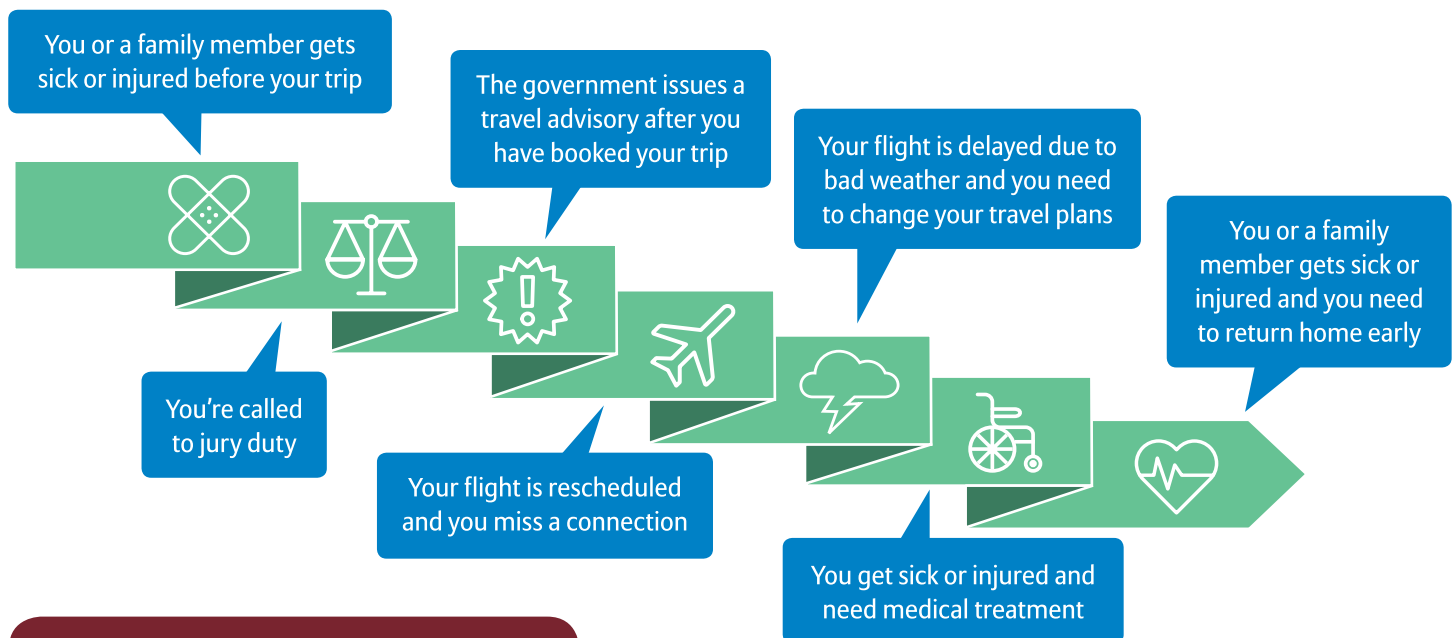 You or a family member gets
sick or injured before your trip
You're called
to jury duty
The government issues a
travel advisory after you
have booked your trip
Your flight is rescheduled
and you miss a connection
Your flight is delayed due to
bad weather and you need
to change your travel plans
You get sick or injured and
need medical treatment
You or a family
member gets sick or
injured and you need
to return home early